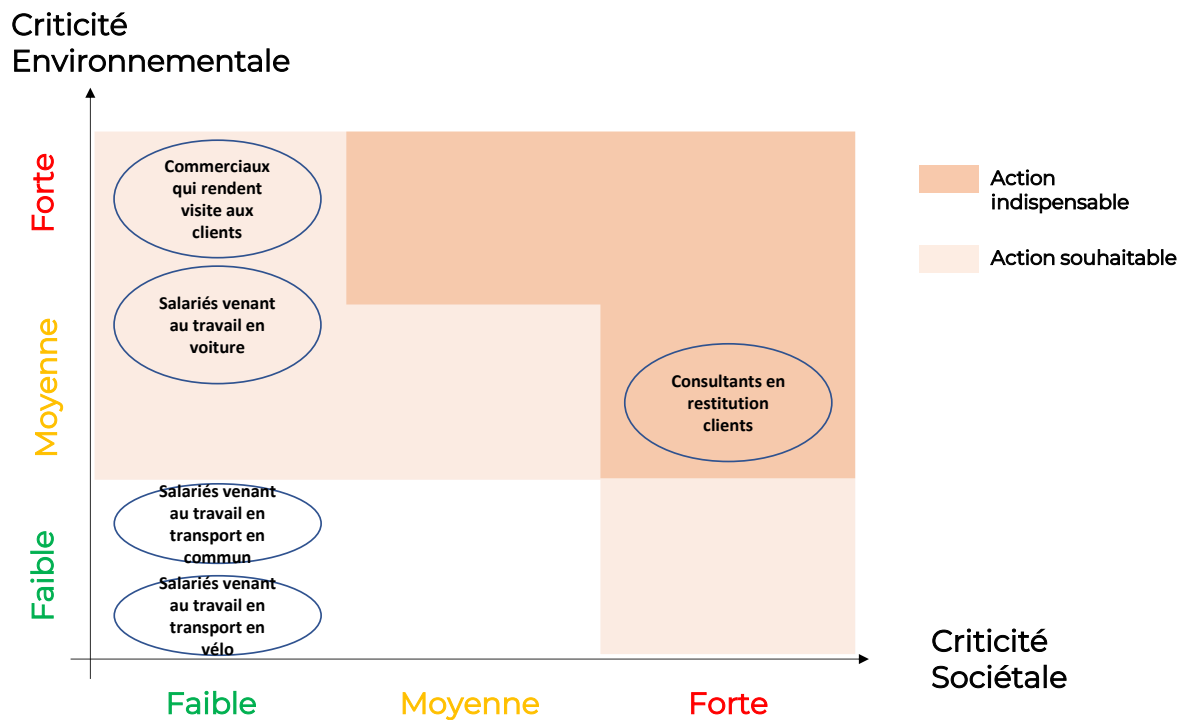 Criticité
Environnementale
Forte
Commerciaux
qui rendent
visite aux
clients
Action
indispensable
Action souhaitable
Moyenne
Salariés venant
au travail en
voiture
Consultants en
restitution
clients
Faible
Salariés venant
au travail en
transport en
commun
Salariés venant
au travail en
transport en
vélo
Criticité
Sociétale
Faible
Moyenne
Forte